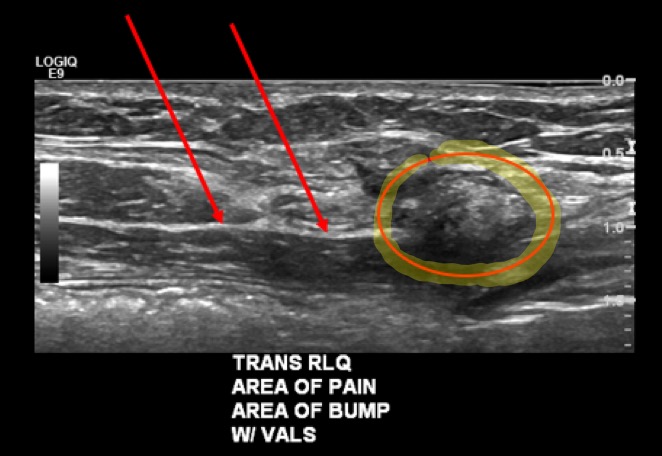 LOGIQ
E9
0.0
0.5
1.0
1.5
TRANS RLQ
AREA OF PAIN
AREA OF BUMP
W/ VALS